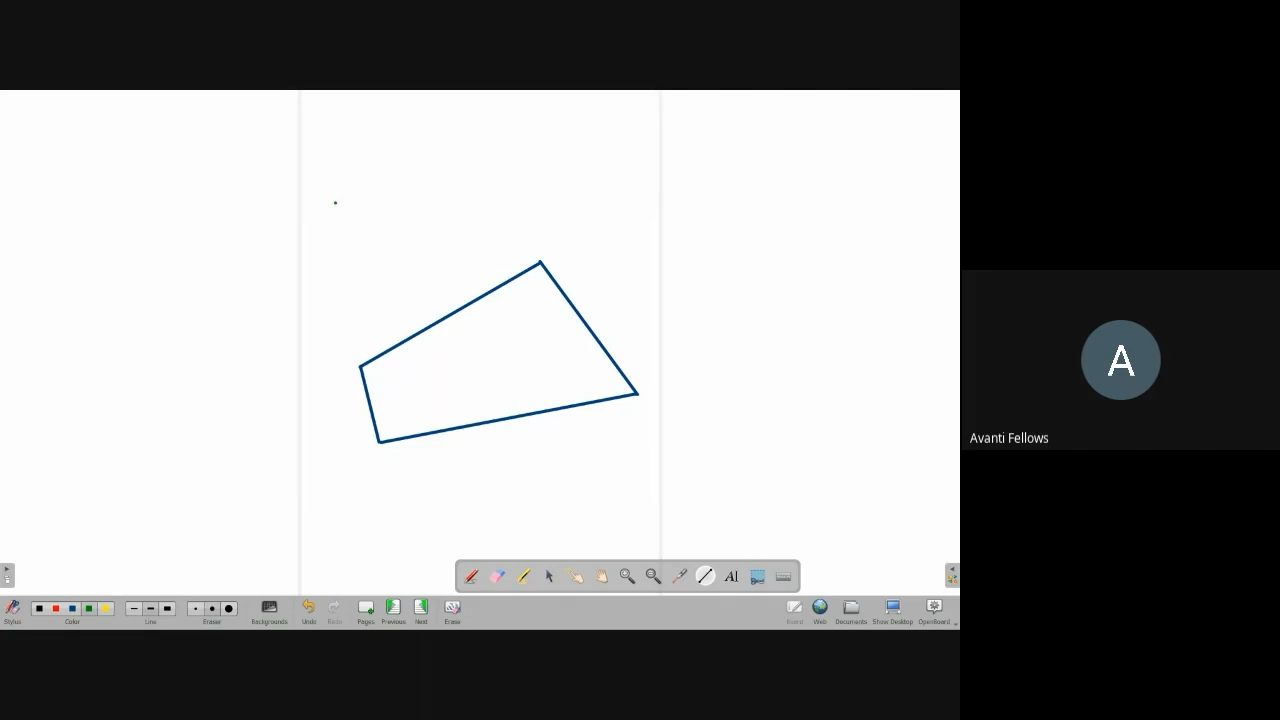 A
Avanti Fellows
AI
Stylus
Color
Line
Eraser
Backgrounds
Undo
Redo
Pages
Previous
Next
Erase
Board
Web
Documents
Show Desktop
OpenBoard